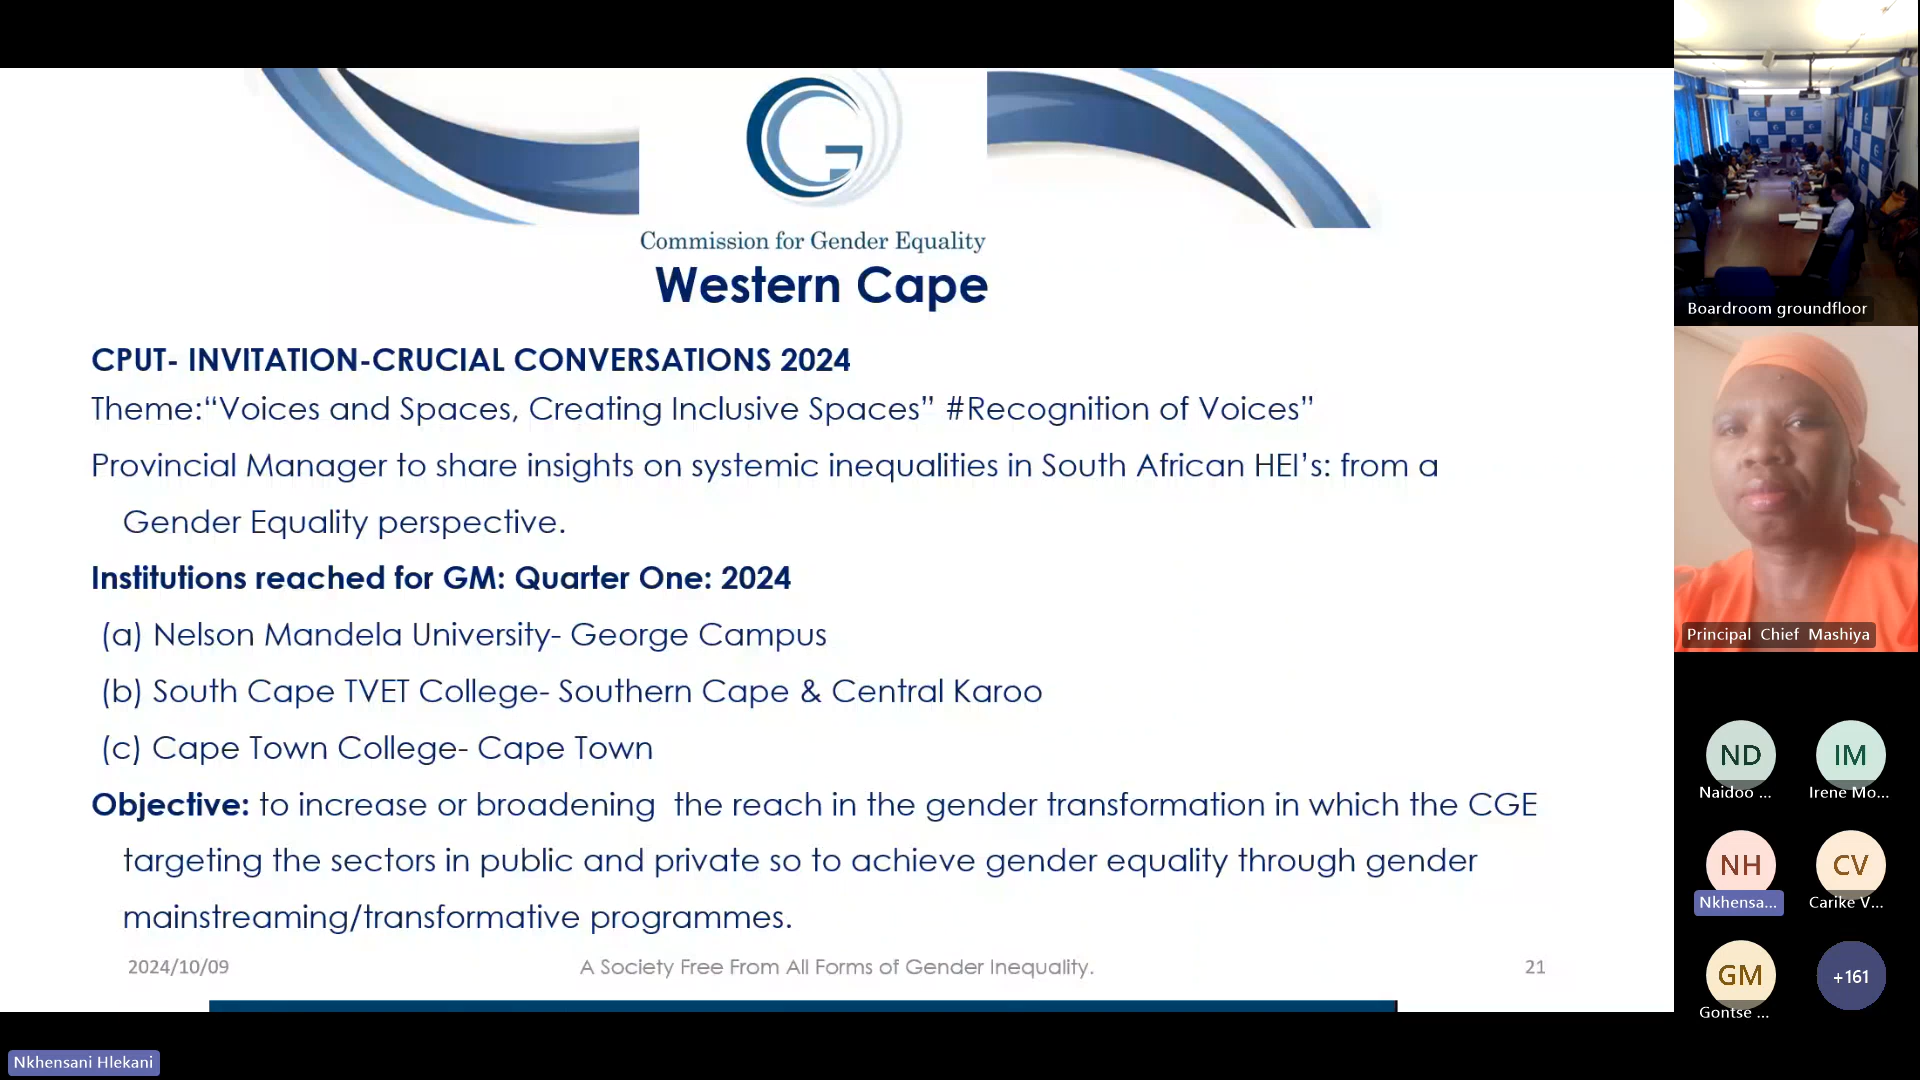 Commission for Gender Equality
Western Cape
CPUT- INVITATION-CRUCIAL CONVERSATIONS 2024
Theme:“Voices and Spaces, Creating Inclusive Spaces” #Recognition of Voices”
Provincial Manager to share insights on systemic inequalities in South African HEI’s: from a
Gender Equality perspective.
Institutions reached for GM: Quarter One: 2024
(a) Nelson Mandela University- George Campus
(b) South Cape TVET College- Southern Cape & Central Karoo
(c) Cape Town College- Cape Town
Objective: to increase or broadening the reach in the gender transformation in which the CGE
targeting the sectors in public and private so to achieve gender equality through gender
mainstreaming/transformative programmes.
2024/10/09
A Society Free From All Forms of Gender Inequality.
21
Nkhensani Hlekani
Boardroom groundfloor
Principal Chief Mashiya
ND
IM
Naidoo ...
Irene Mo...
NH
CV
Nkhensa...
Carike V...
GM
+161
Gontse ...